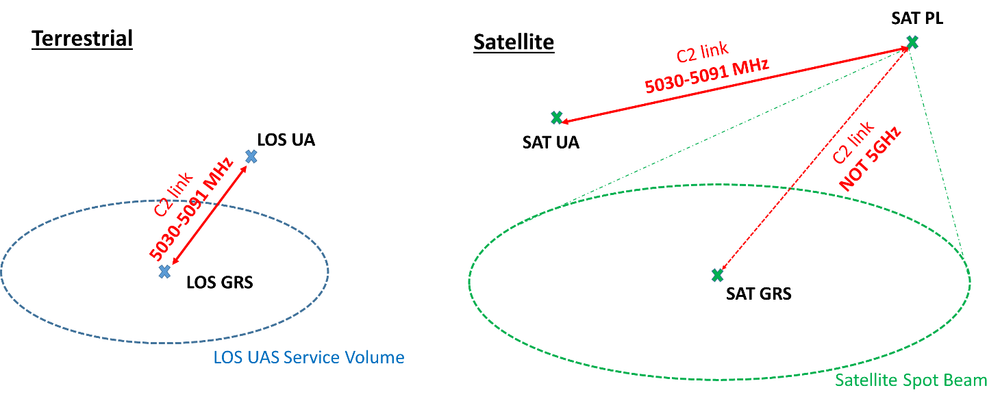 Terrestrial
LOS UA
C2 link
5030-5091 MHz
LOS GRS
LOS UAS Service Volume
Satellite
SAT PL
C2 link
5030-5091 MHz
SAT UA
C2 link
NOT 5GHz
SAT GRS
Satellite Spot Beam